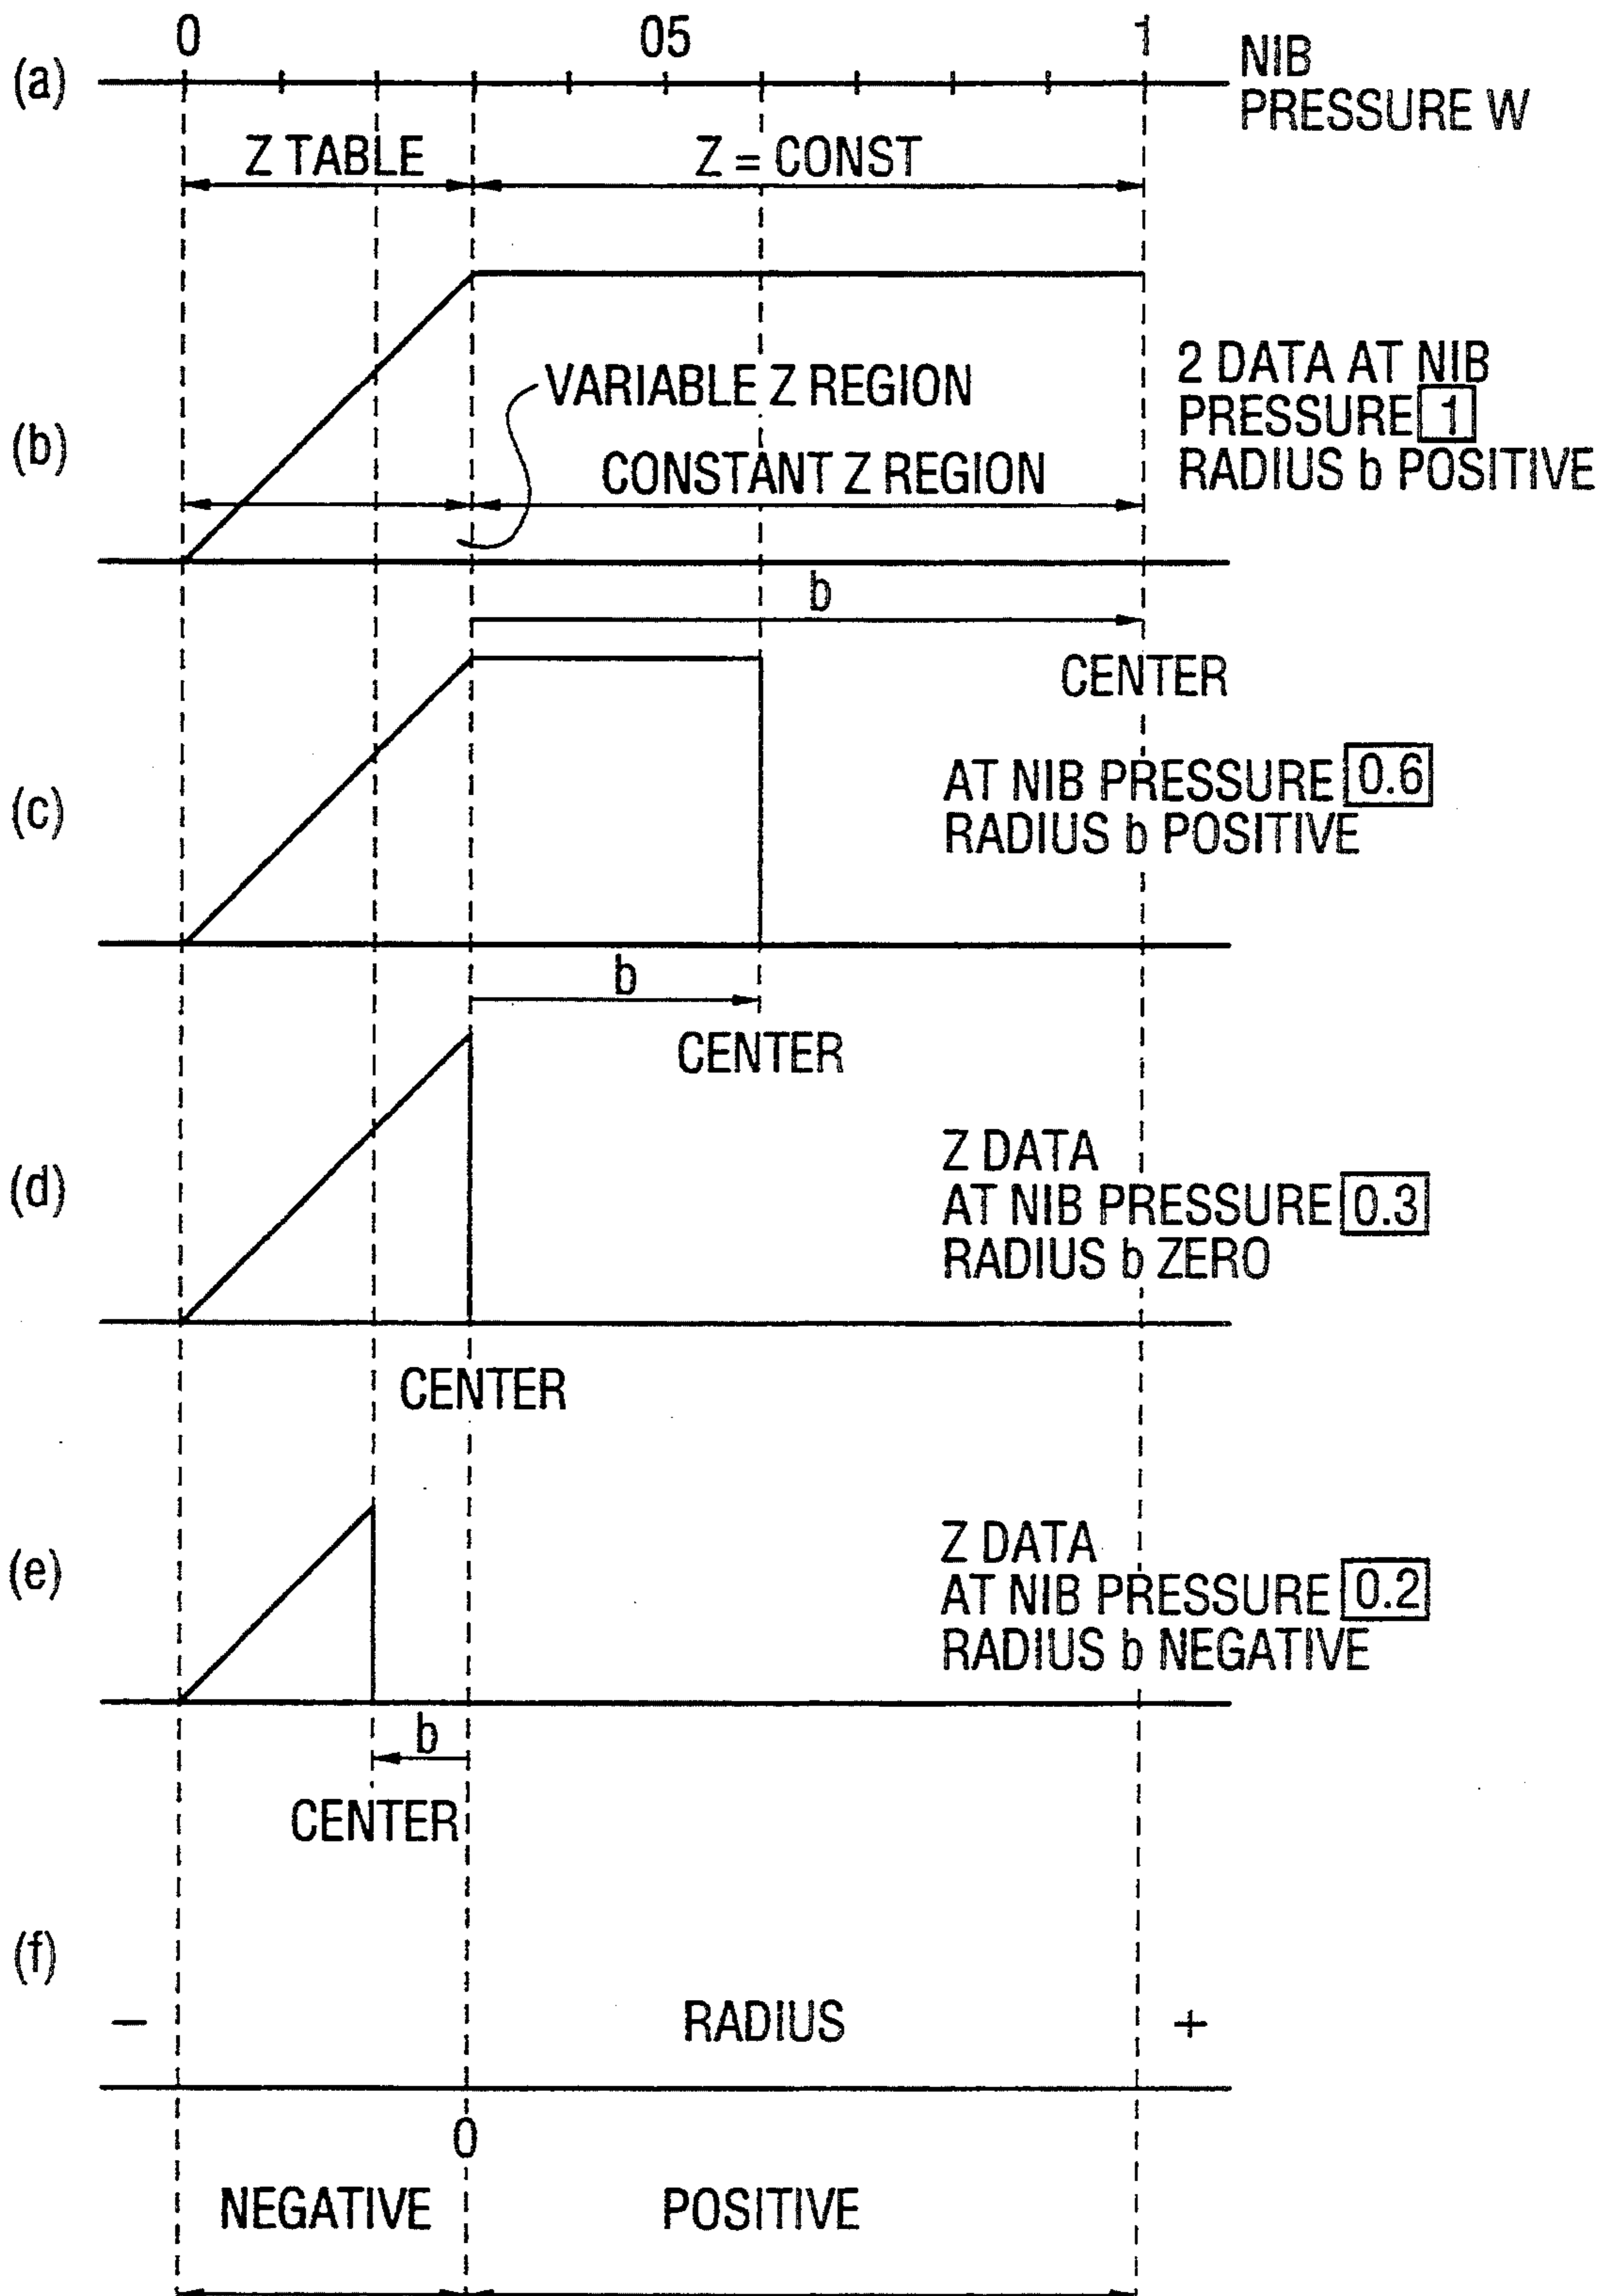 0 05 1
(a) NIB
PRESSURE W
Z TABLE Z = CONST
2 DATA AT NIB
VARIABLE Z REGION
PRESSURE 1
(b)
CONSTANT Z REGION
RADIUS b POSITIVE
b
CENTER
(c)
AT NIB PRESSURE 0.6
RADIUS b POSITIVE
b
CENTER
Z DATA
(d)
AT NIB PRESSURE 0.3
RADIUS b ZERO
CENTER
Z DATA
(e)
AT NIB PRESSURE 0.2
RADIUS b NEGATIVE
b
CENTER
(f)
− RADIUS +
0
NEGATIVE POSITIVE